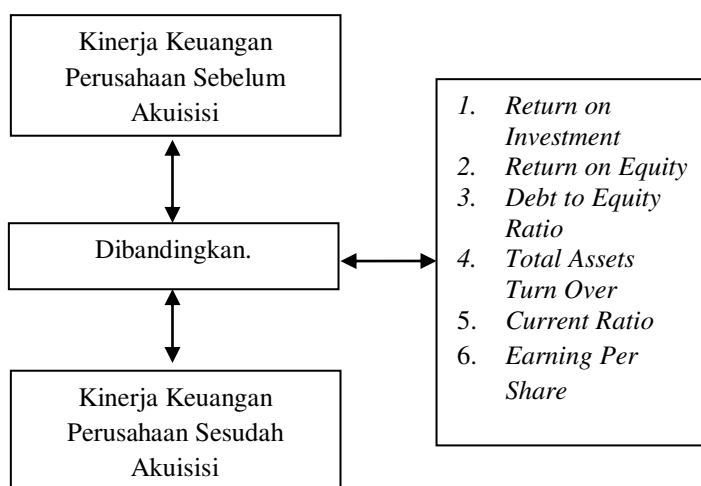 Kinerja Keuangan
Perusahaan Sebelum
Akuisisi
Dibandingkan.
Kinerja Keuangan
Perusahaan Sesudah
Akuisisi
1. Return on
Investment
2. Return on Equity
3. Debt to Equity
Ratio
4. Total Assets
Turn Over
5. Current Ratio
6. Earning Per
Share